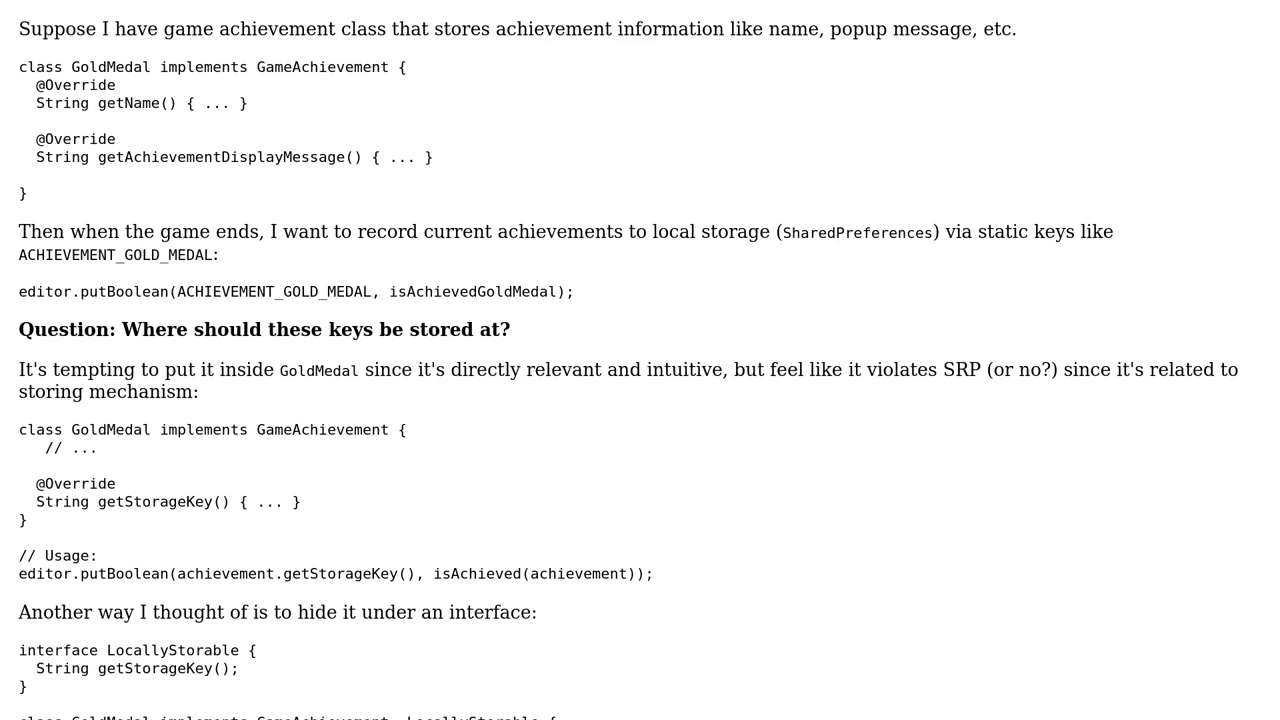 Suppose I have game achievement class that stores achievement information like name, popup message, etc.
class GoldMedal implements GameAchievement {
  @Override
  String getName() { ... }

  @Override
  String getAchievementDisplayMessage() { ... }

}
Then when the game ends, I want to record current achievements to local storage (SharedPreferences) via static keys like
ACHIEVEMENT_GOLD_MEDAL:
editor.putBoolean(ACHIEVEMENT_GOLD_MEDAL, isAchievedGoldMedal);
Question: Where should these keys be stored at?
It's tempting to put it inside GoldMedal since it's directly relevant and intuitive, but feel like it violates SRP (or no?) since it's related to
storing mechanism:
class GoldMedal implements GameAchievement {
   // ...

  @Override
  String getStorageKey() { ... }
}

// Usage:
editor.putBoolean(achievement.getStorageKey(), isAchieved(achievement));
Another way I thought of is to hide it under an interface:
interface LocallyStorable {
  String getStorageKey();
}

class GoldMedal implements GameAchievement, LocallyStorable {